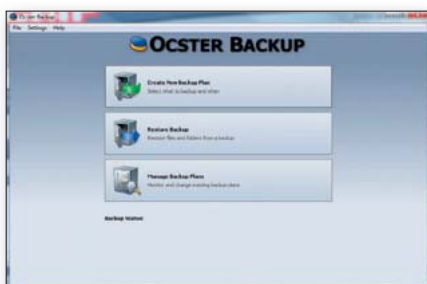 Ocster Backup
File Settings Help
OCSTER BACKUP
Create New Backup Plan
Select what to backup and when
Restore Backup
Restore files and folders from a backup
Manage Backup Plans
Monitor and change existing backup plans
Backup Status: